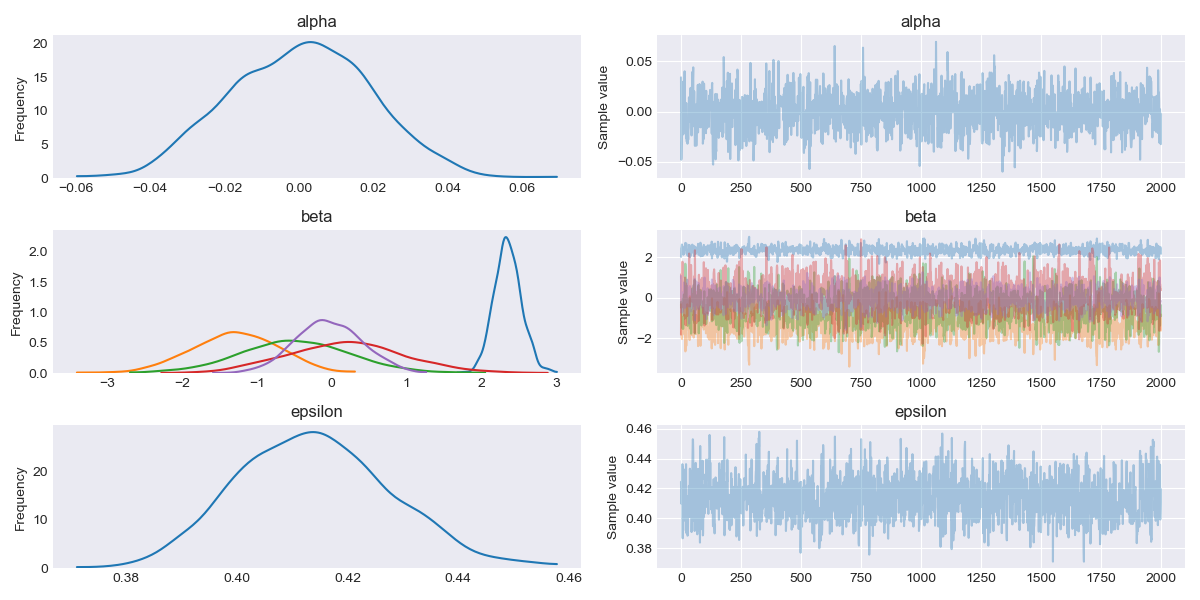 alpha
Frequency
20
15
10
5
0
−0.06 −0.04 −0.02 0.00 0.02 0.04 0.06
alpha
Sample value
0.05
0.00
−0.05
0 250 500 750 1000 1250 1500 1750 2000
beta
Frequency
2.0
1.5
1.0
0.5
0.0
−3 −2 −1 0 1 2 3
beta
Sample value
2
0
−2
0 250 500 750 1000 1250 1500 1750 2000
epsilon
Frequency
20
10
0
0.38 0.40 0.42 0.44 0.46
epsilon
Sample value
0.46
0.44
0.42
0.40
0.38
0 250 500 750 1000 1250 1500 1750 2000